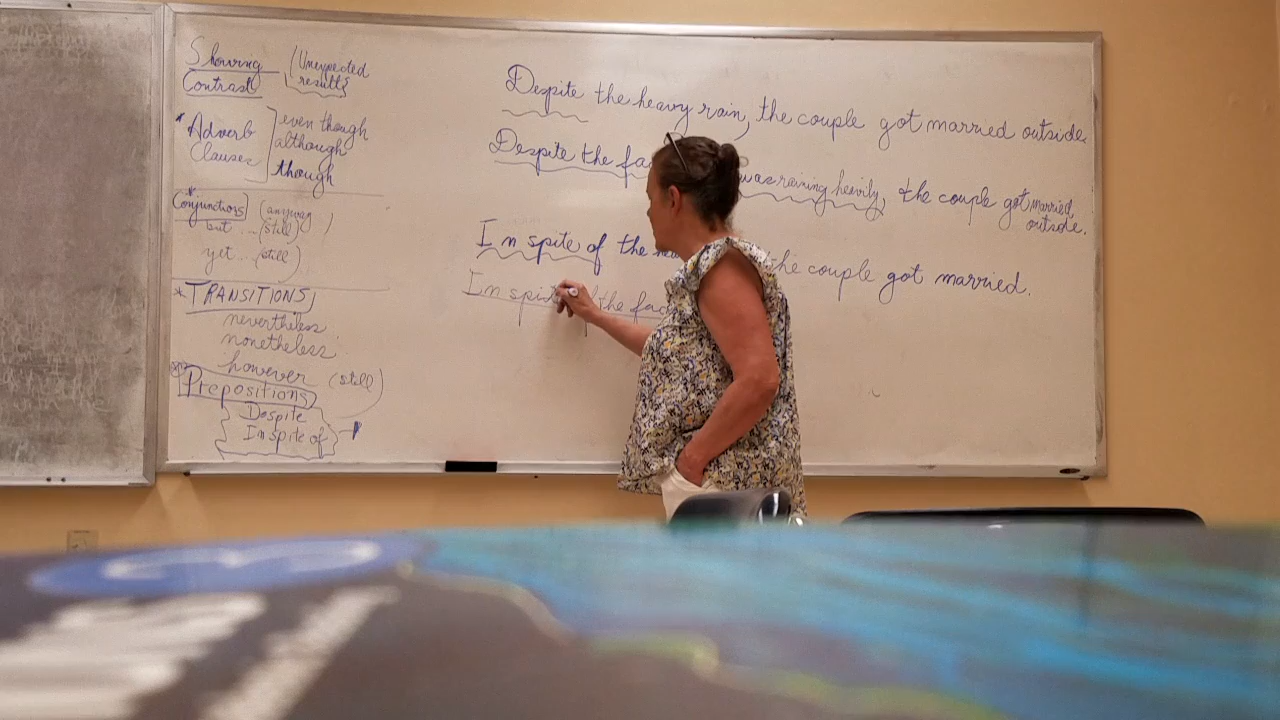 Showing (Unexpected
Contrast results)
* Adverb
Clauses
even though
although
though
* Conjunctions (anyway)
but ... (still)
yet ... (still)
* TRANSITIONS
nevertheless
nonetheless
however (still)
Prepositions
Despite
In spite of
Despite the heavy rain, the couple got married outside.
Despite the fa was raining heavily, the couple got married
outside.
In spite of the hea the couple got married.
In spi the fac